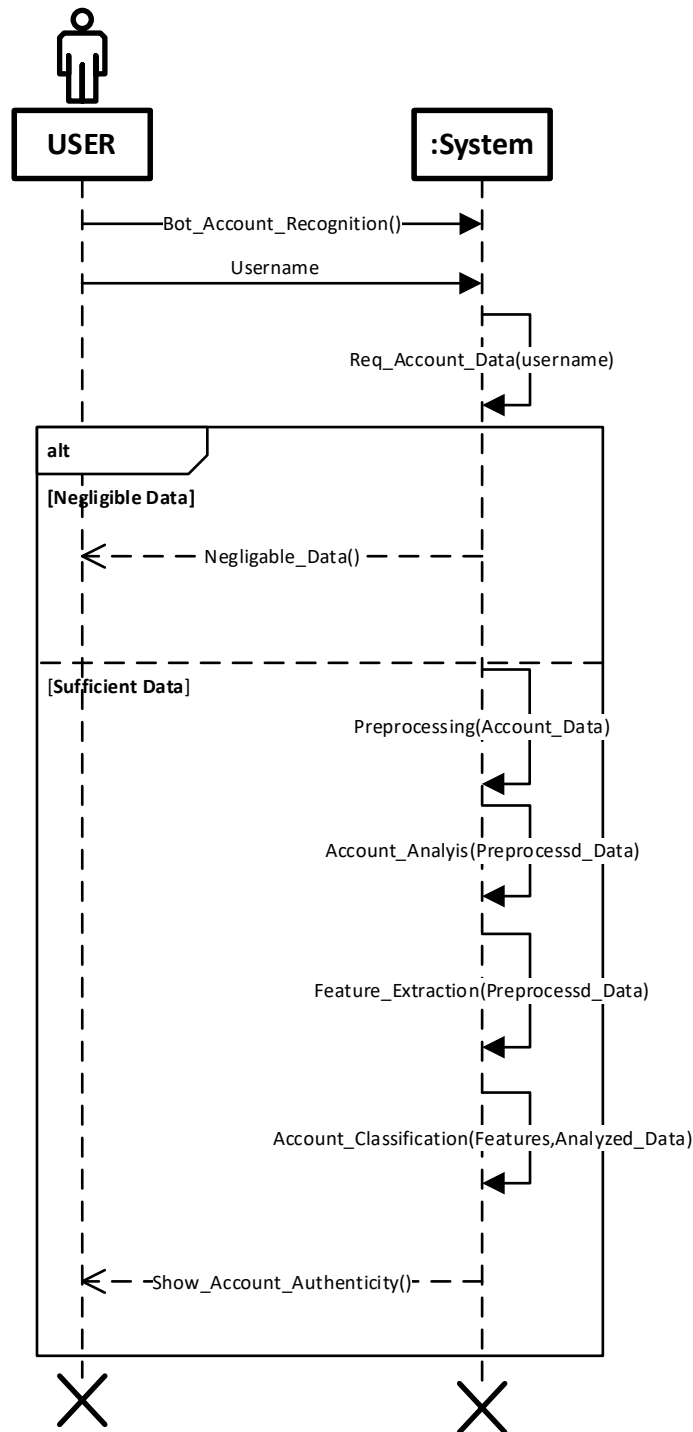 USER
:System
Bot_Account_Recognition()
Username
Req_Account_Data(username)
alt
[Negligible Data]
Negligable_Data()
[Sufficient Data]
Preprocessing(Account_Data)
Account_Analyis(Preprocessd_Data)
Feature_Extraction(Preprocessd_Data)
Account_Classification(Features,Analyzed_Data)
Show_Account_Authenticity()